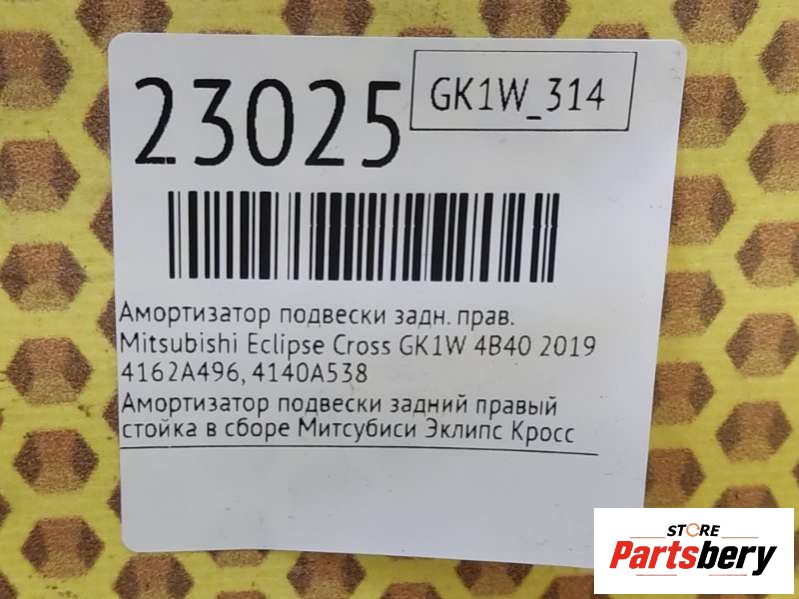 23025
GK1W_314
Амортизатор подвески задн. прав.
Mitsubishi Eclipse Cross GK1W 4B40 2019
4162A496, 4140A538
Амортизатор подвески задний правый
стойка в сборе Митсубиси Эклипс Кросс
STORE
Partsbery